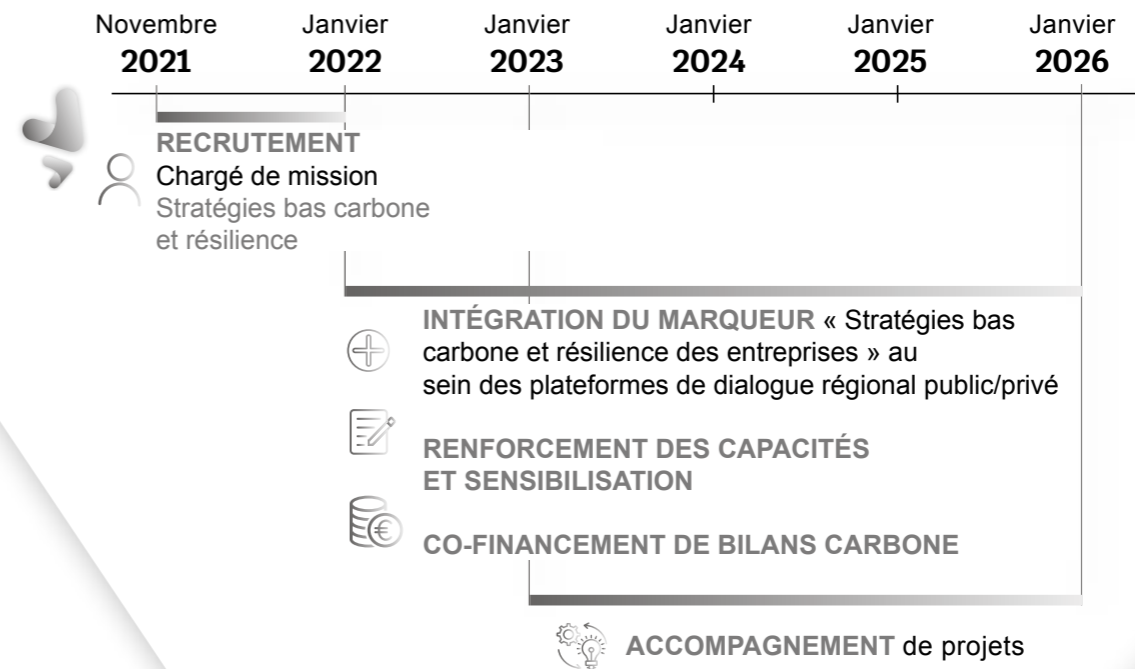 Novembre Janvier Janvier Janvier Janvier Janvier
2021 2022 2023 2024 2025 2026
RECRUTEMENT
Chargé de mission
Stratégies bas carbone
et résilience
INTÉGRATION DU MARQUEUR « Stratégies bas
carbone et résilience des entreprises » au
sein des plateformes de dialogue régional public/privé
RENFORCEMENT DES CAPACITÉS
ET SENSIBILISATION
€
CO-FINANCEMENT DE BILANS CARBONE
ACCOMPAGNEMENT de projets